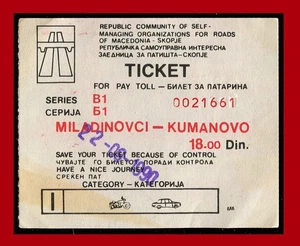 REPUBLIC COMMUNITY OF SELF-
MANAGING ORGANIZATIONS FOR ROADS
OF MACEDONIA - SKOPJE
РЕПУБЛИЧКА САМОУПРАВНА ИНТЕРЕСНА
ЗАЕДНИЦА ЗА ПАТИШТА-СКОПЈЕ
TICKET
FOR PAY TOLL — БИЛЕТ ЗА ПАТАРИНА
SERIES B1 0021661
СЕРИЈА Б1
MILADINOVCI — KUMANOVO
18.00 Din.
SAVE YOUR TICKET BECAUSE OF CONTROL
ЧУВАЈТЕ ГО БИЛЕТОТ ПОРАДИ КОНТРОЛА
HAVE A NICE JOURNEY
СРЕЌЕН ПАТ
CATEGORY - КАТЕГОРИЈА
I